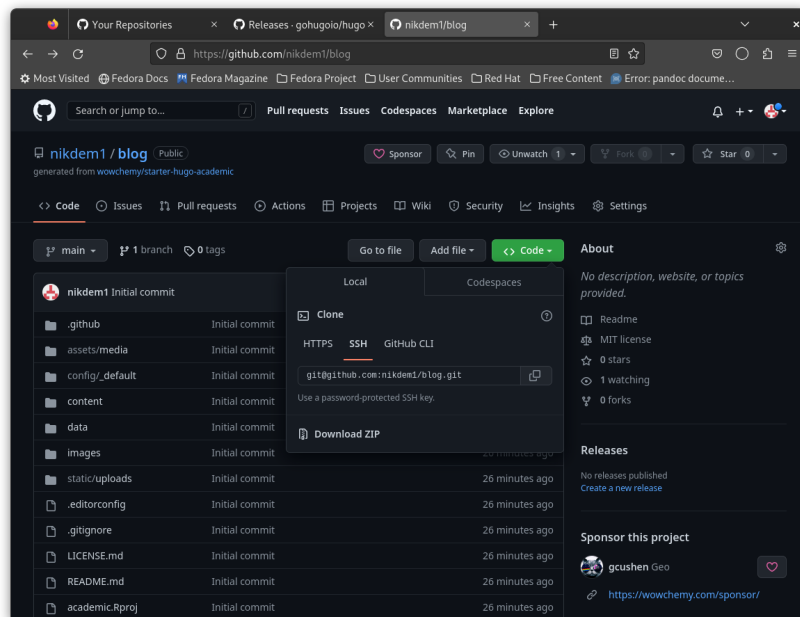 Your Repositories × Releases - gohugoio/hugo × nikdem1/blog × +
https://github.com/nikdem1/blog
Most Visited Fedora Docs Fedora Magazine Fedora Project User Communities Red Hat Free Content Error: pandoc docume…
Search or jump to… / Pull requests Issues Codespaces Marketplace Explore
nikdem1 / blog Public Sponsor Pin Unwatch 1 Fork 0 Star 0
generated from wowchemy/starter-hugo-academic
Code Issues Pull requests Actions Projects Wiki Security Insights Settings
main 1 branch 0 tags Go to file Add file Code
nikdem1 Initial commit
.github Initial commit
assets/media Initial commit
config/_default Initial commit
content Initial commit
data Initial commit
images Initial commit 26 minutes ago
static/uploads Initial commit 26 minutes ago
.editorconfig Initial commit 26 minutes ago
.gitignore Initial commit 26 minutes ago
LICENSE.md Initial commit 26 minutes ago
README.md Initial commit 26 minutes ago
academic.Rproj Initial commit 26 minutes ago
Local Codespaces
Clone
HTTPS SSH GitHub CLI
git@github.com:nikdem1/blog.git
Use a password-protected SSH key.
Download ZIP
About
No description, website, or topics
provided.
Readme
MIT license
0 stars
1 watching
0 forks
Releases
No releases published
Create a new release
Sponsor this project
gcushen Geo
https://wowchemy.com/sponsor/